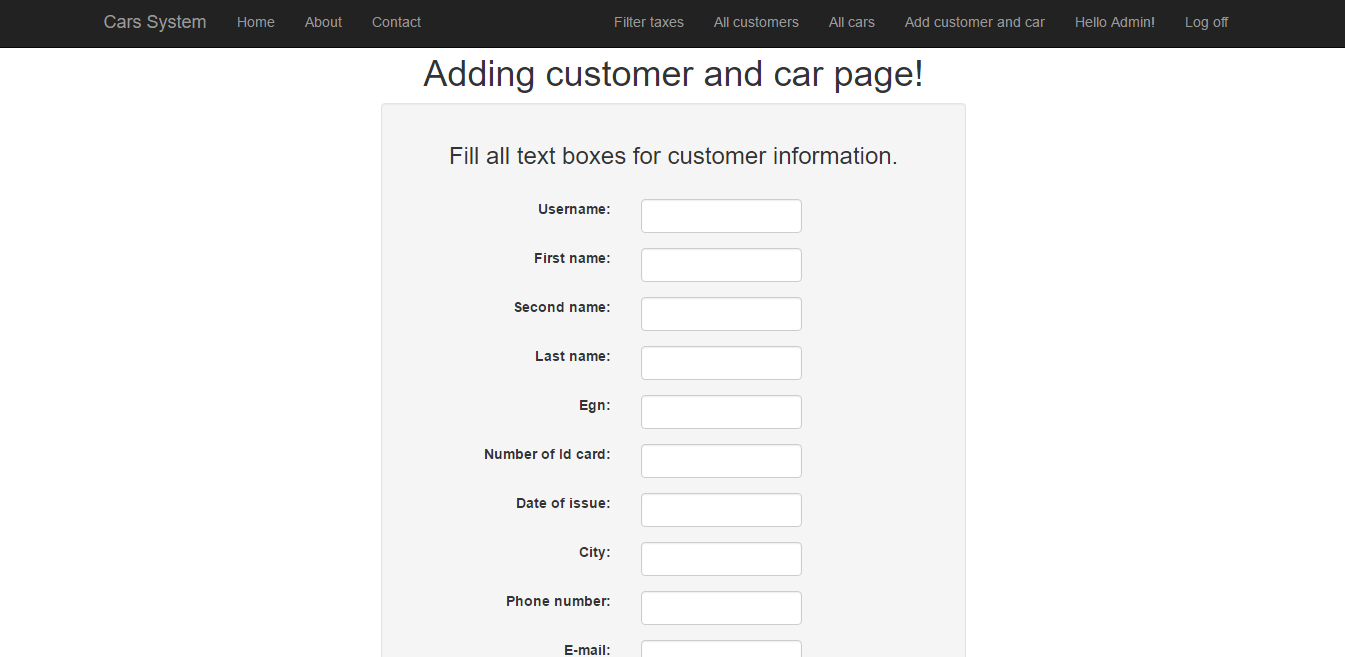 Cars System Home About Contact Filter taxes All customers All cars Add customer and car Hello Admin! Log off
Adding customer and car page!
Fill all text boxes for customer information.
Username:
First name:
Second name:
Last name:
Egn:
Number of Id card:
Date of issue:
City:
Phone number:
E-mail: